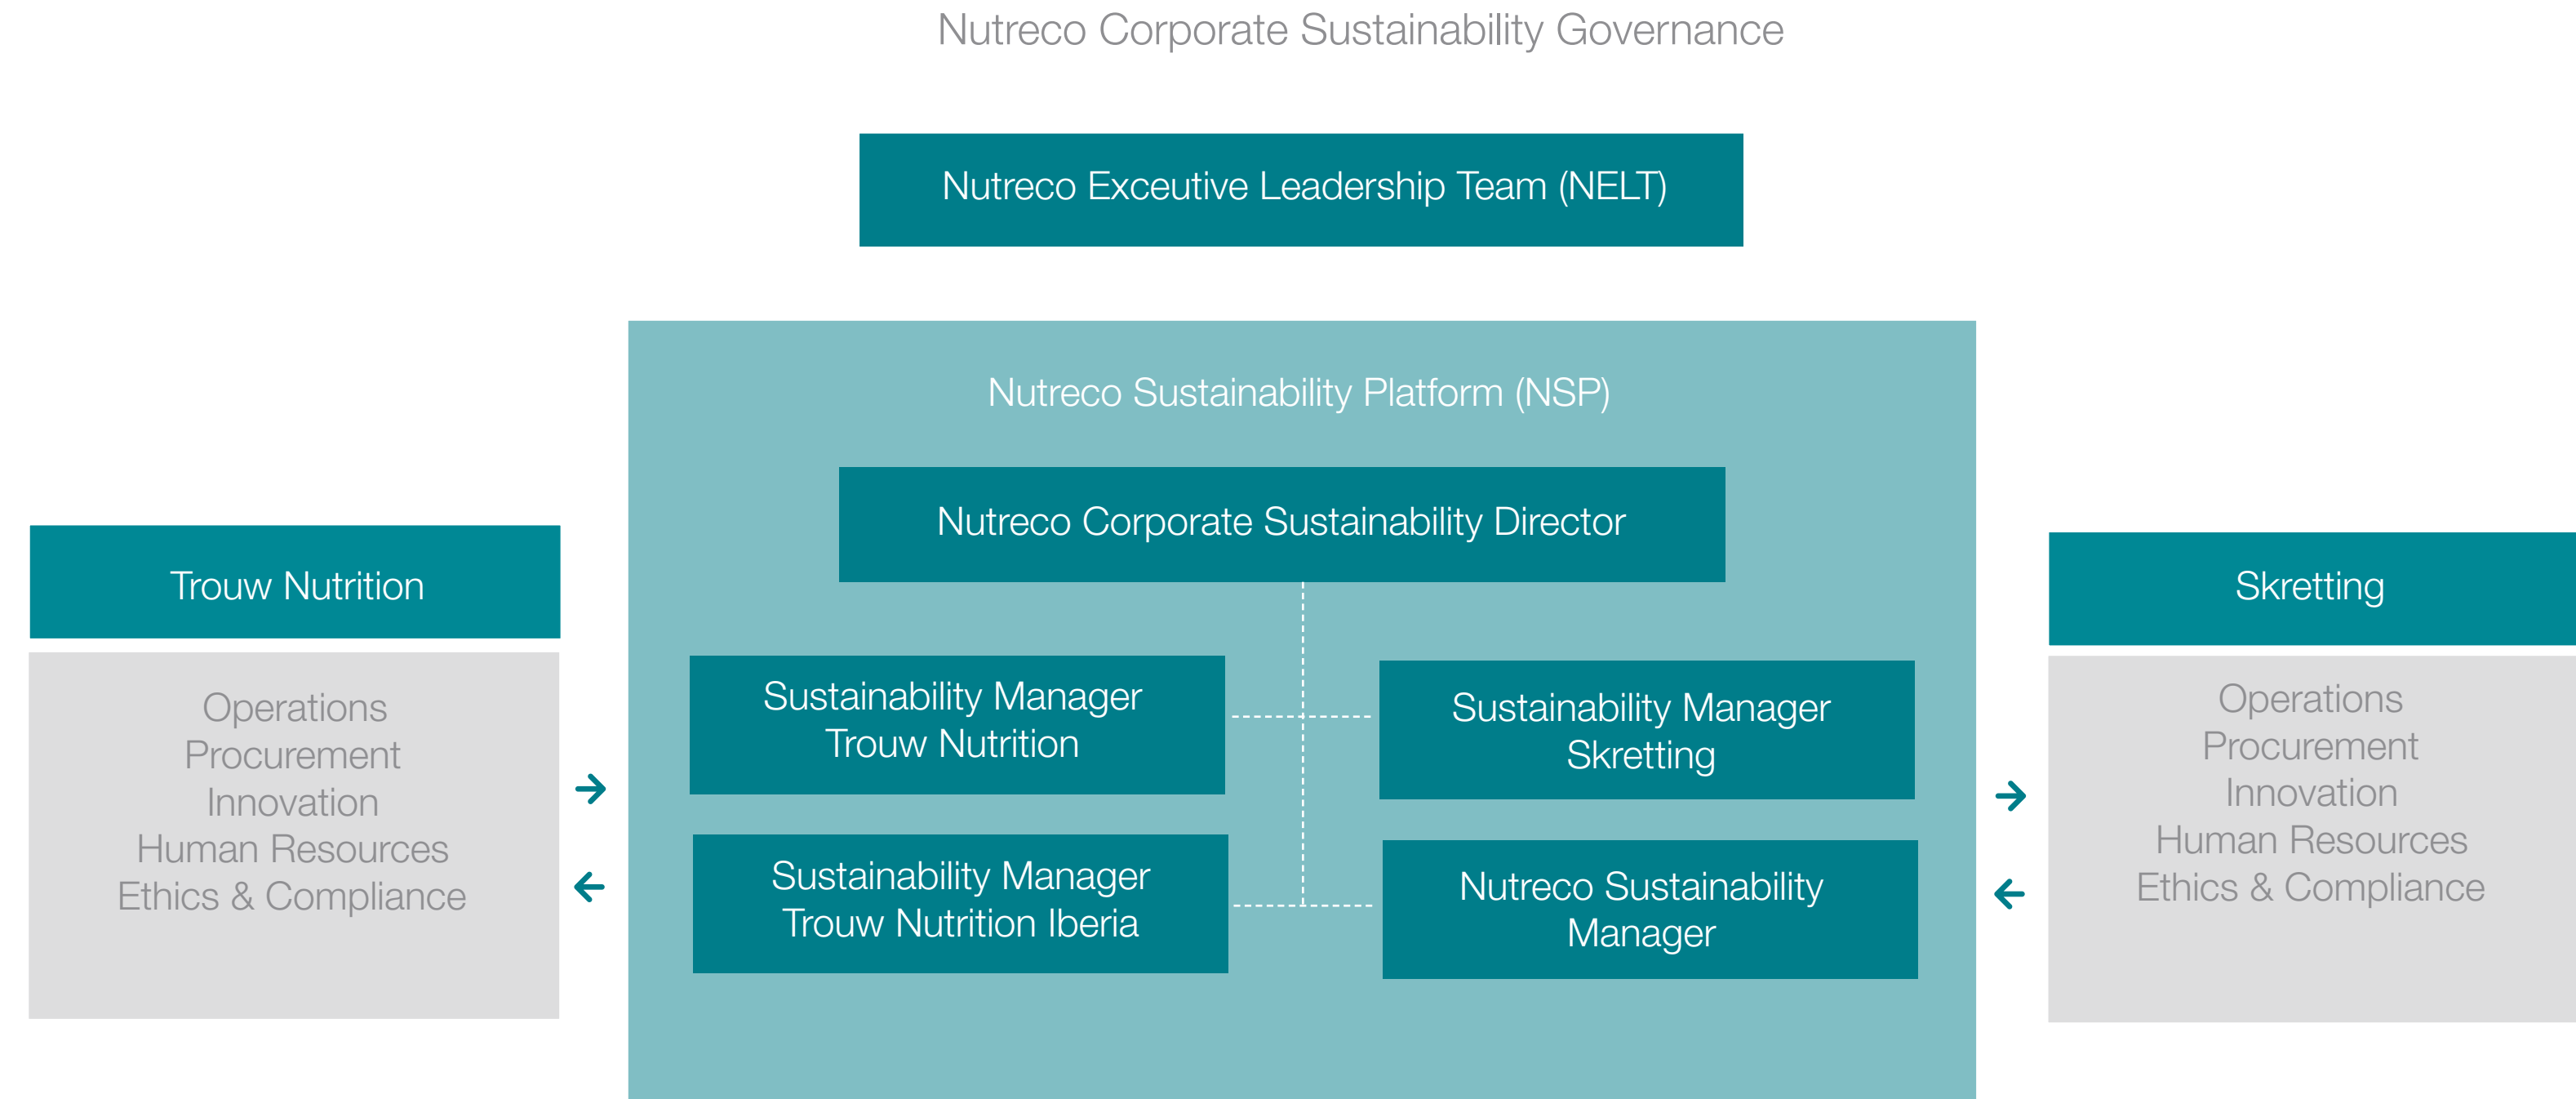 Nutreco Corporate Sustainability Governance
Nutreco Exceutive Leadership Team (NELT)
Nutreco Sustainability Platform (NSP)
Nutreco Corporate Sustainability Director
Trouw Nutrition
Operations
Procurement
Innovation
Human Resources
Ethics & Compliance
Sustainability Manager
Trouw Nutrition
Sustainability Manager
Skretting
Sustainability Manager
Trouw Nutrition Iberia
Nutreco Sustainability
Manager
Skretting
Operations
Procurement
Innovation
Human Resources
Ethics & Compliance